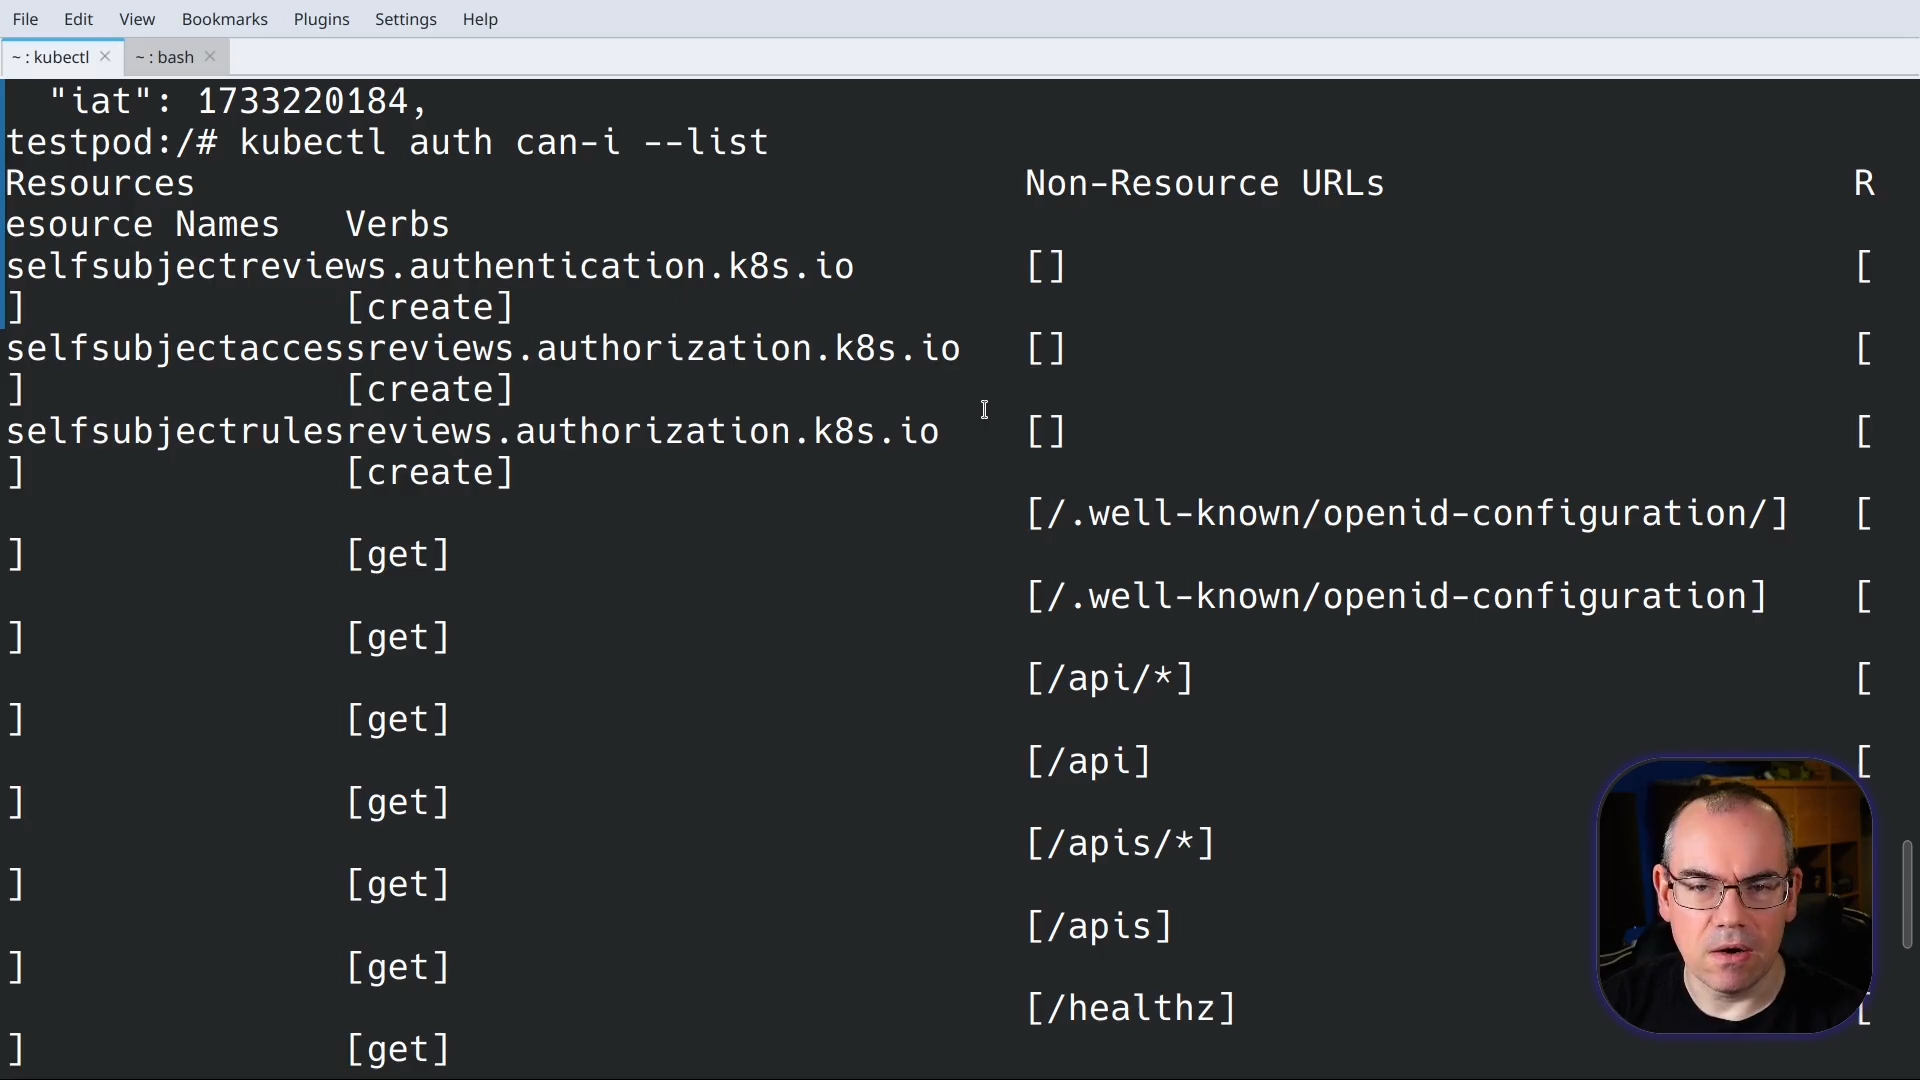 File Edit View Bookmarks Plugins Settings Help
~ : kubectl ~ : bash
"iat": 1733220184,
testpod:/# kubectl auth can-i --list
Resources Non-Resource URLs R
esource Names Verbs
selfsubjectreviews.authentication.k8s.io [] [
] [create]
selfsubjectaccessreviews.authorization.k8s.io [] [
] [create]
selfsubjectrulesreviews.authorization.k8s.io [] [
] [create]
[/.well-known/openid-configuration/] [
] [get]
[/.well-known/openid-configuration] [
] [get]
[/api/*] [
] [get]
[/api] [
] [get]
[/apis/*]
] [get]
[/apis]
] [get]
[/healthz] [
] [get]